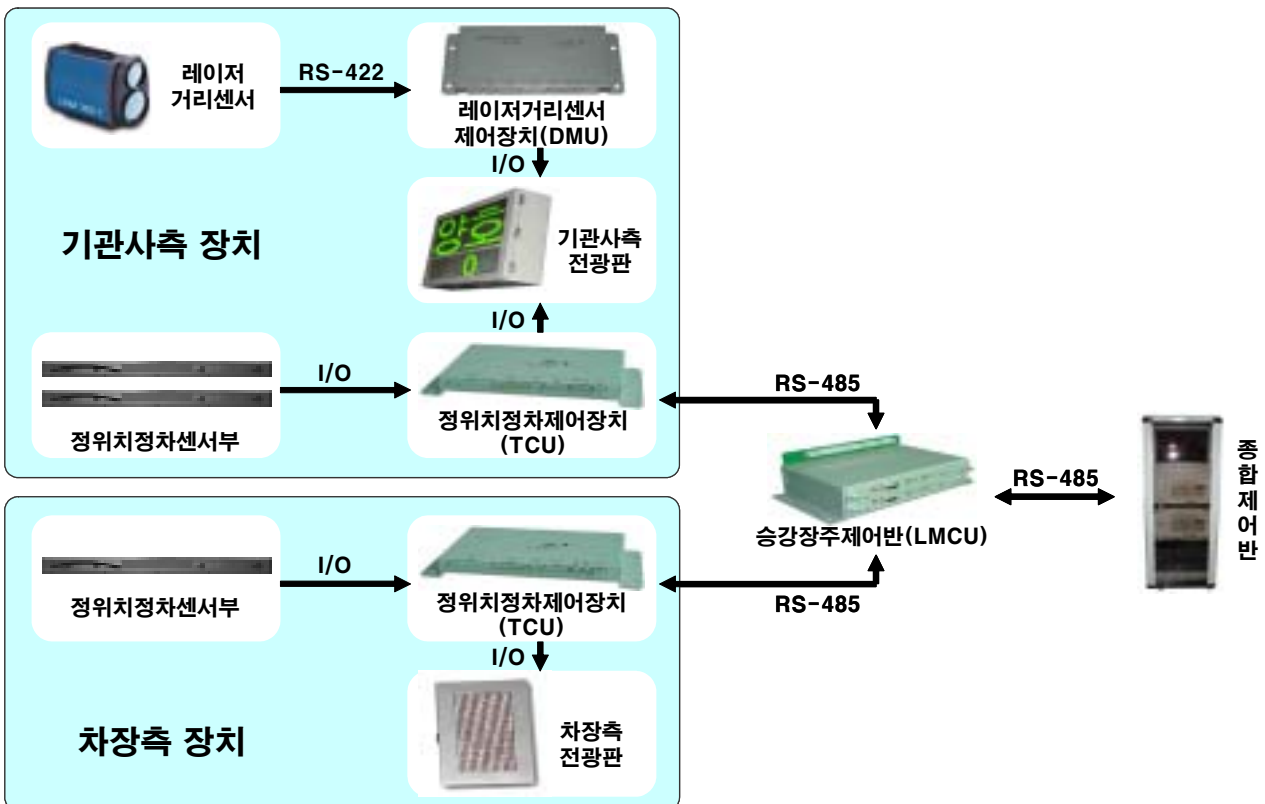 레이저
거리센서
RS-422
레이저거리센서
제어장치(DMU)
I/O
기관사측 장치
기관사측
전광판
I/O
정위치정차센서부
I/O
정위치정차제어장치
(TCU)
RS-485
승강장주제어반(LMCU)
RS-485
종합제어반
정위치정차센서부
I/O
정위치정차제어장치
(TCU)
RS-485
I/O
차장측 장치
차장측
전광판